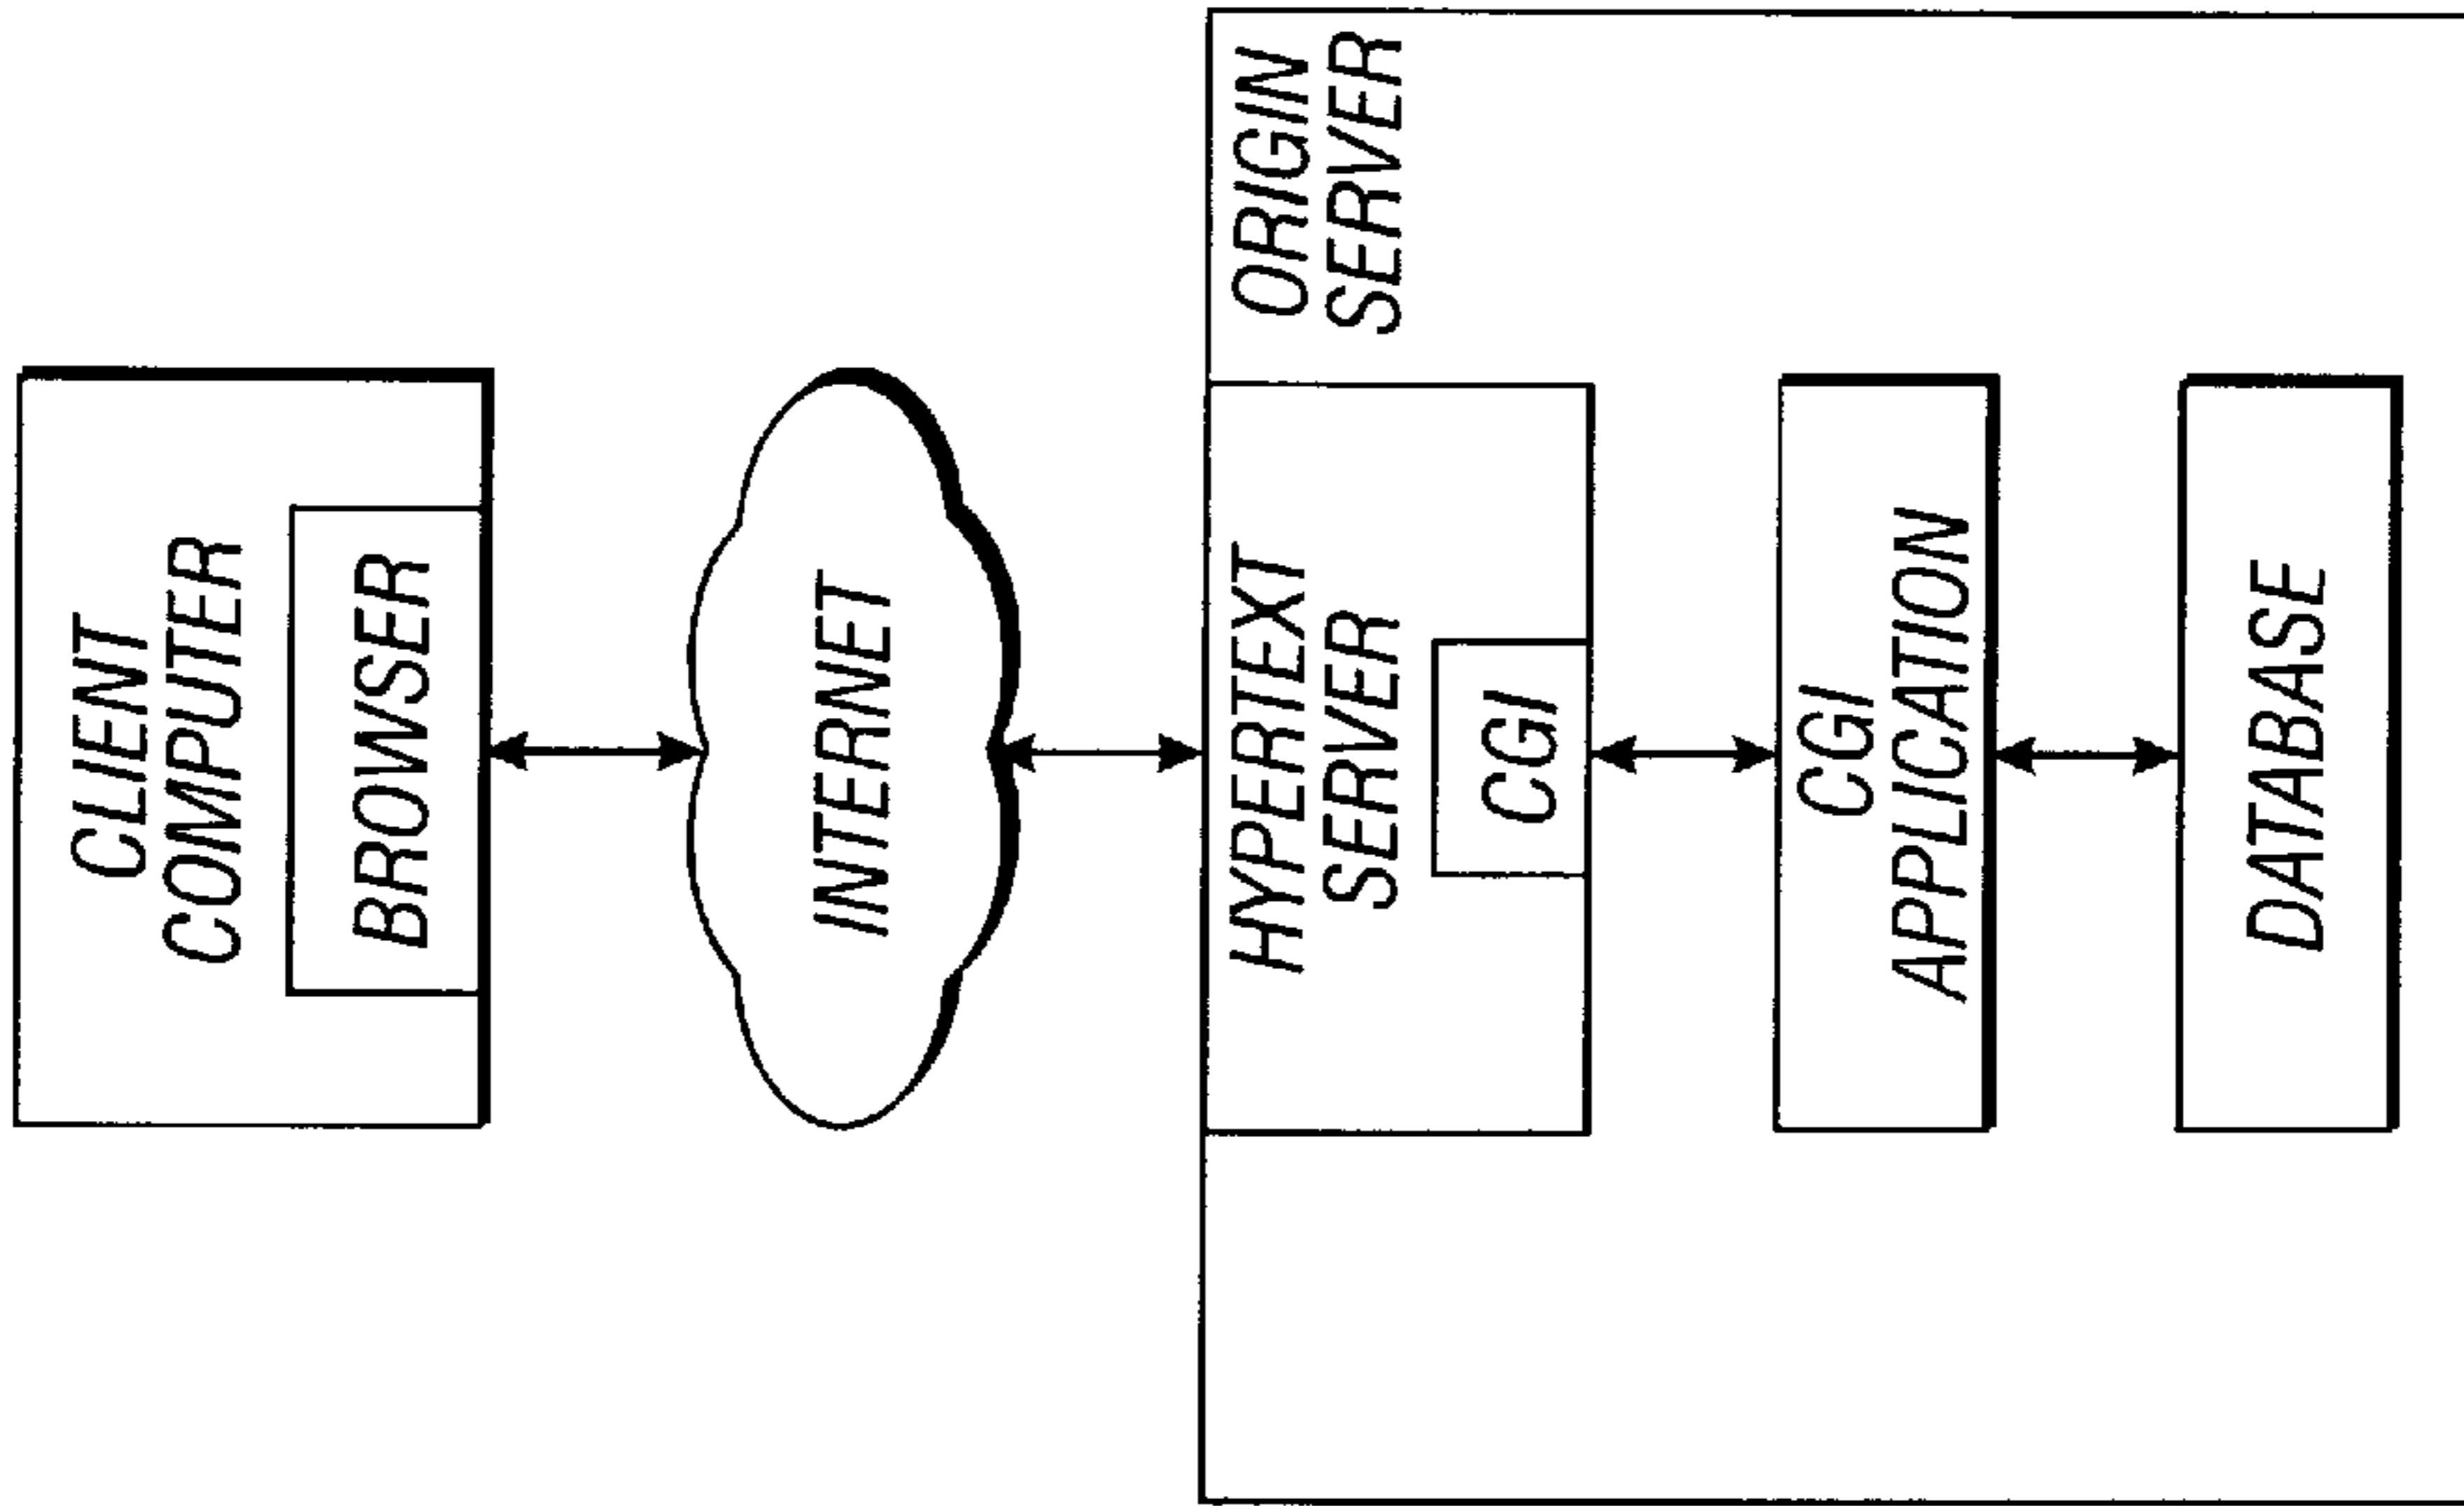 CLIENT
COMPUTER
BROWSER
INTERNET
ORIGIN
SERVER
HYPERTEXT
SERVER
CGI
CGI
APPLICATION
DATABASE